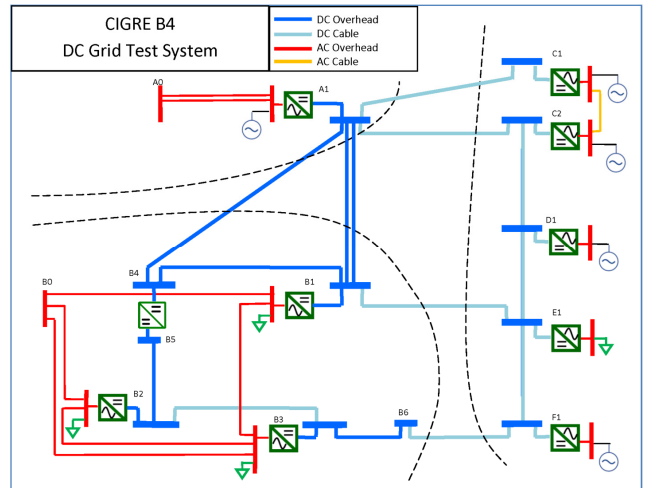 CIGRE B4
DC Grid Test System
DC Overhead
DC Cable
AC Overhead
AC Cable
C1
A0
A1
C2
D1
B4
B1
B0
E1
B5
B2
B6
B3
F1